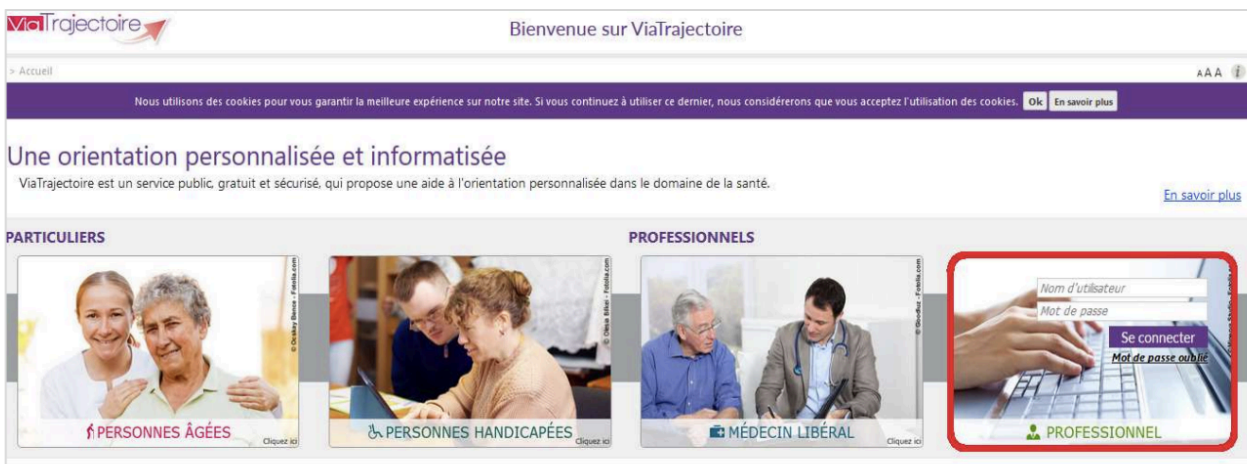 ViaTrajectoire
Bienvenue sur ViaTrajectoire
> Accueil
AAA i
Nous utilisons des cookies pour vous garantir la meilleure expérience sur notre site. Si vous continuez à utiliser ce dernier, nous considérerons que vous acceptez l'utilisation des cookies. Ok En savoir plus
Une orientation personnalisée et informatisée
ViaTrajectoire est un service public, gratuit et sécurisé, qui propose une aide à l'orientation personnalisée dans le domaine de la santé.
En savoir plus
PARTICULIERS
PROFESSIONNELS
Nom d'utilisateur
Mot de passe
Se connecter
Mot de passe oublié
PERSONNES ÂGÉES
Cliquez ici
PERSONNES HANDICAPÉES
Cliquez ici
MÉDECIN LIBÉRAL
Cliquez ici
PROFESSIONNEL